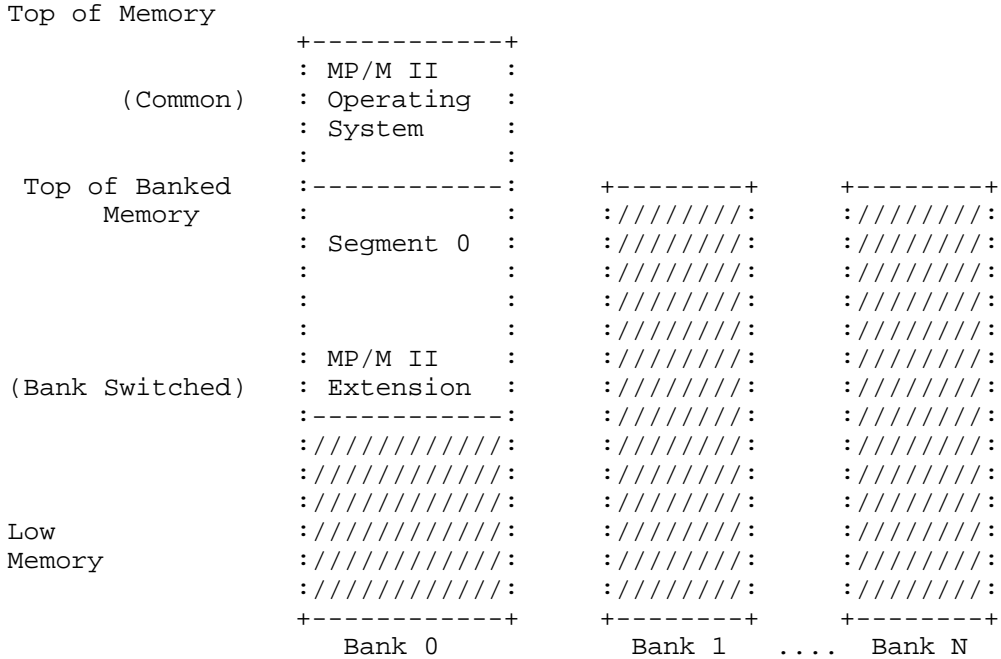 Top of Memory
+------------+
: MP/M II :
(Common) : Operating :
: System :
: :
Top of Banked :------------: +--------+ +--------+
Memory : : :////////: :////////:
: Segment 0 : :////////: :////////:
: : :////////: :////////:
: : :////////: :////////:
: : :////////: :////////:
: MP/M II : :////////: :////////:
(Bank Switched) : Extension : :////////: :////////:
:------------: :////////: :////////:
:////////////: :////////: :////////:
:////////////: :////////: :////////:
:////////////: :////////: :////////:
Low :////////////: :////////: :////////:
Memory :////////////: :////////: :////////:
:////////////: :////////: :////////:
+------------+ +--------+ +--------+
Bank 0 Bank 1 .... Bank N